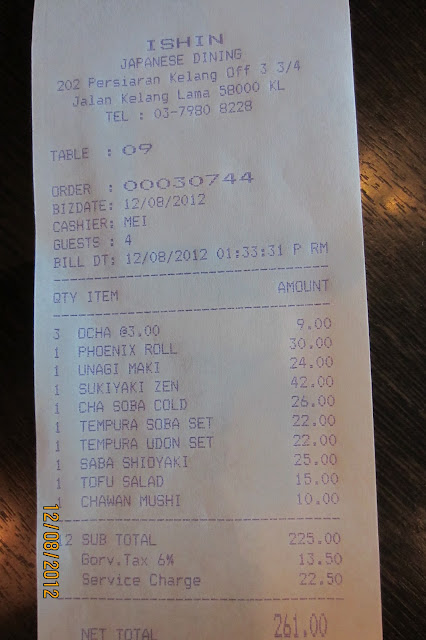 ISHIN
JAPANESE DINING
202 Persiaran Kelang Off 3 3/4
Jalan Kelang Lama 58000 KL
TEL : 03-7980 8228
TABLE : 09
ORDER : 00030744
BIZDATE: 12/08/2012
CASHIER: MEI
GUESTS : 4
BILL DT: 12/08/2012 01:33:31 P RM
QTY ITEM AMOUNT
3 OCHA @3.00 9.00
1 PHOENIX ROLL 30.00
1 UNAGI MAKI 24.00
1 SUKIYAKI ZEN 42.00
1 CHA SOBA COLD 26.00
1 TEMPURA SOBA SET 22.00
1 TEMPURA UDON SET 22.00
1 SABA SHIOYAKI 25.00
1 TOFU SALAD 15.00
1 CHAWAN MUSHI 10.00
12 SUB TOTAL 225.00
Gorv.Tax 6% 13.50
Service Charge 22.50
NET TOTAL 261.00
12/08/2012